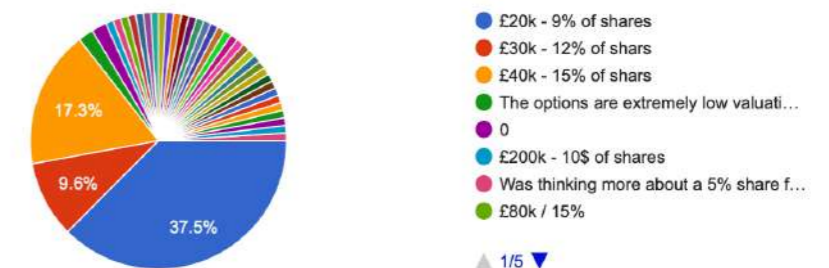 17.3%
9.6%
37.5%
£20k - 9% of shares
£30k - 12% of shars
£40k - 15% of shars
The options are extremely low valuati...
0
£200k - 10$ of shares
Was thinking more about a 5% share f...
£80k / 15%
1/5